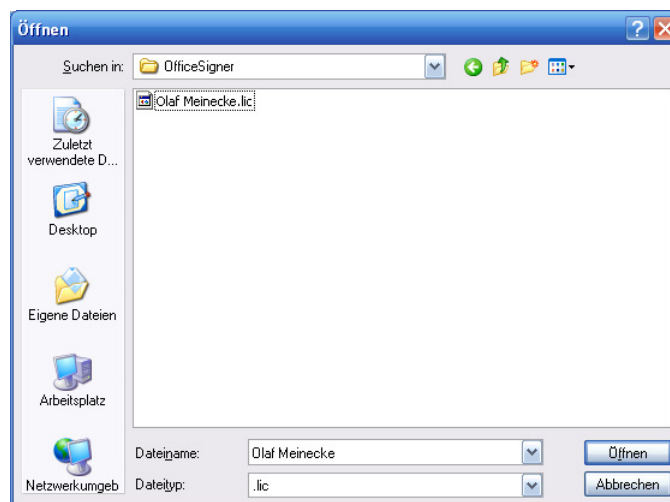 Öffnen
Suchen in: OfficeSigner
Olaf Meinecke.lic
Zuletzt
verwendete D...
Desktop
Eigene Dateien
Arbeitsplatz
Netzwerkumgeb
Dateiname: Olaf Meinecke Öffnen
Dateityp: .lic Abbrechen